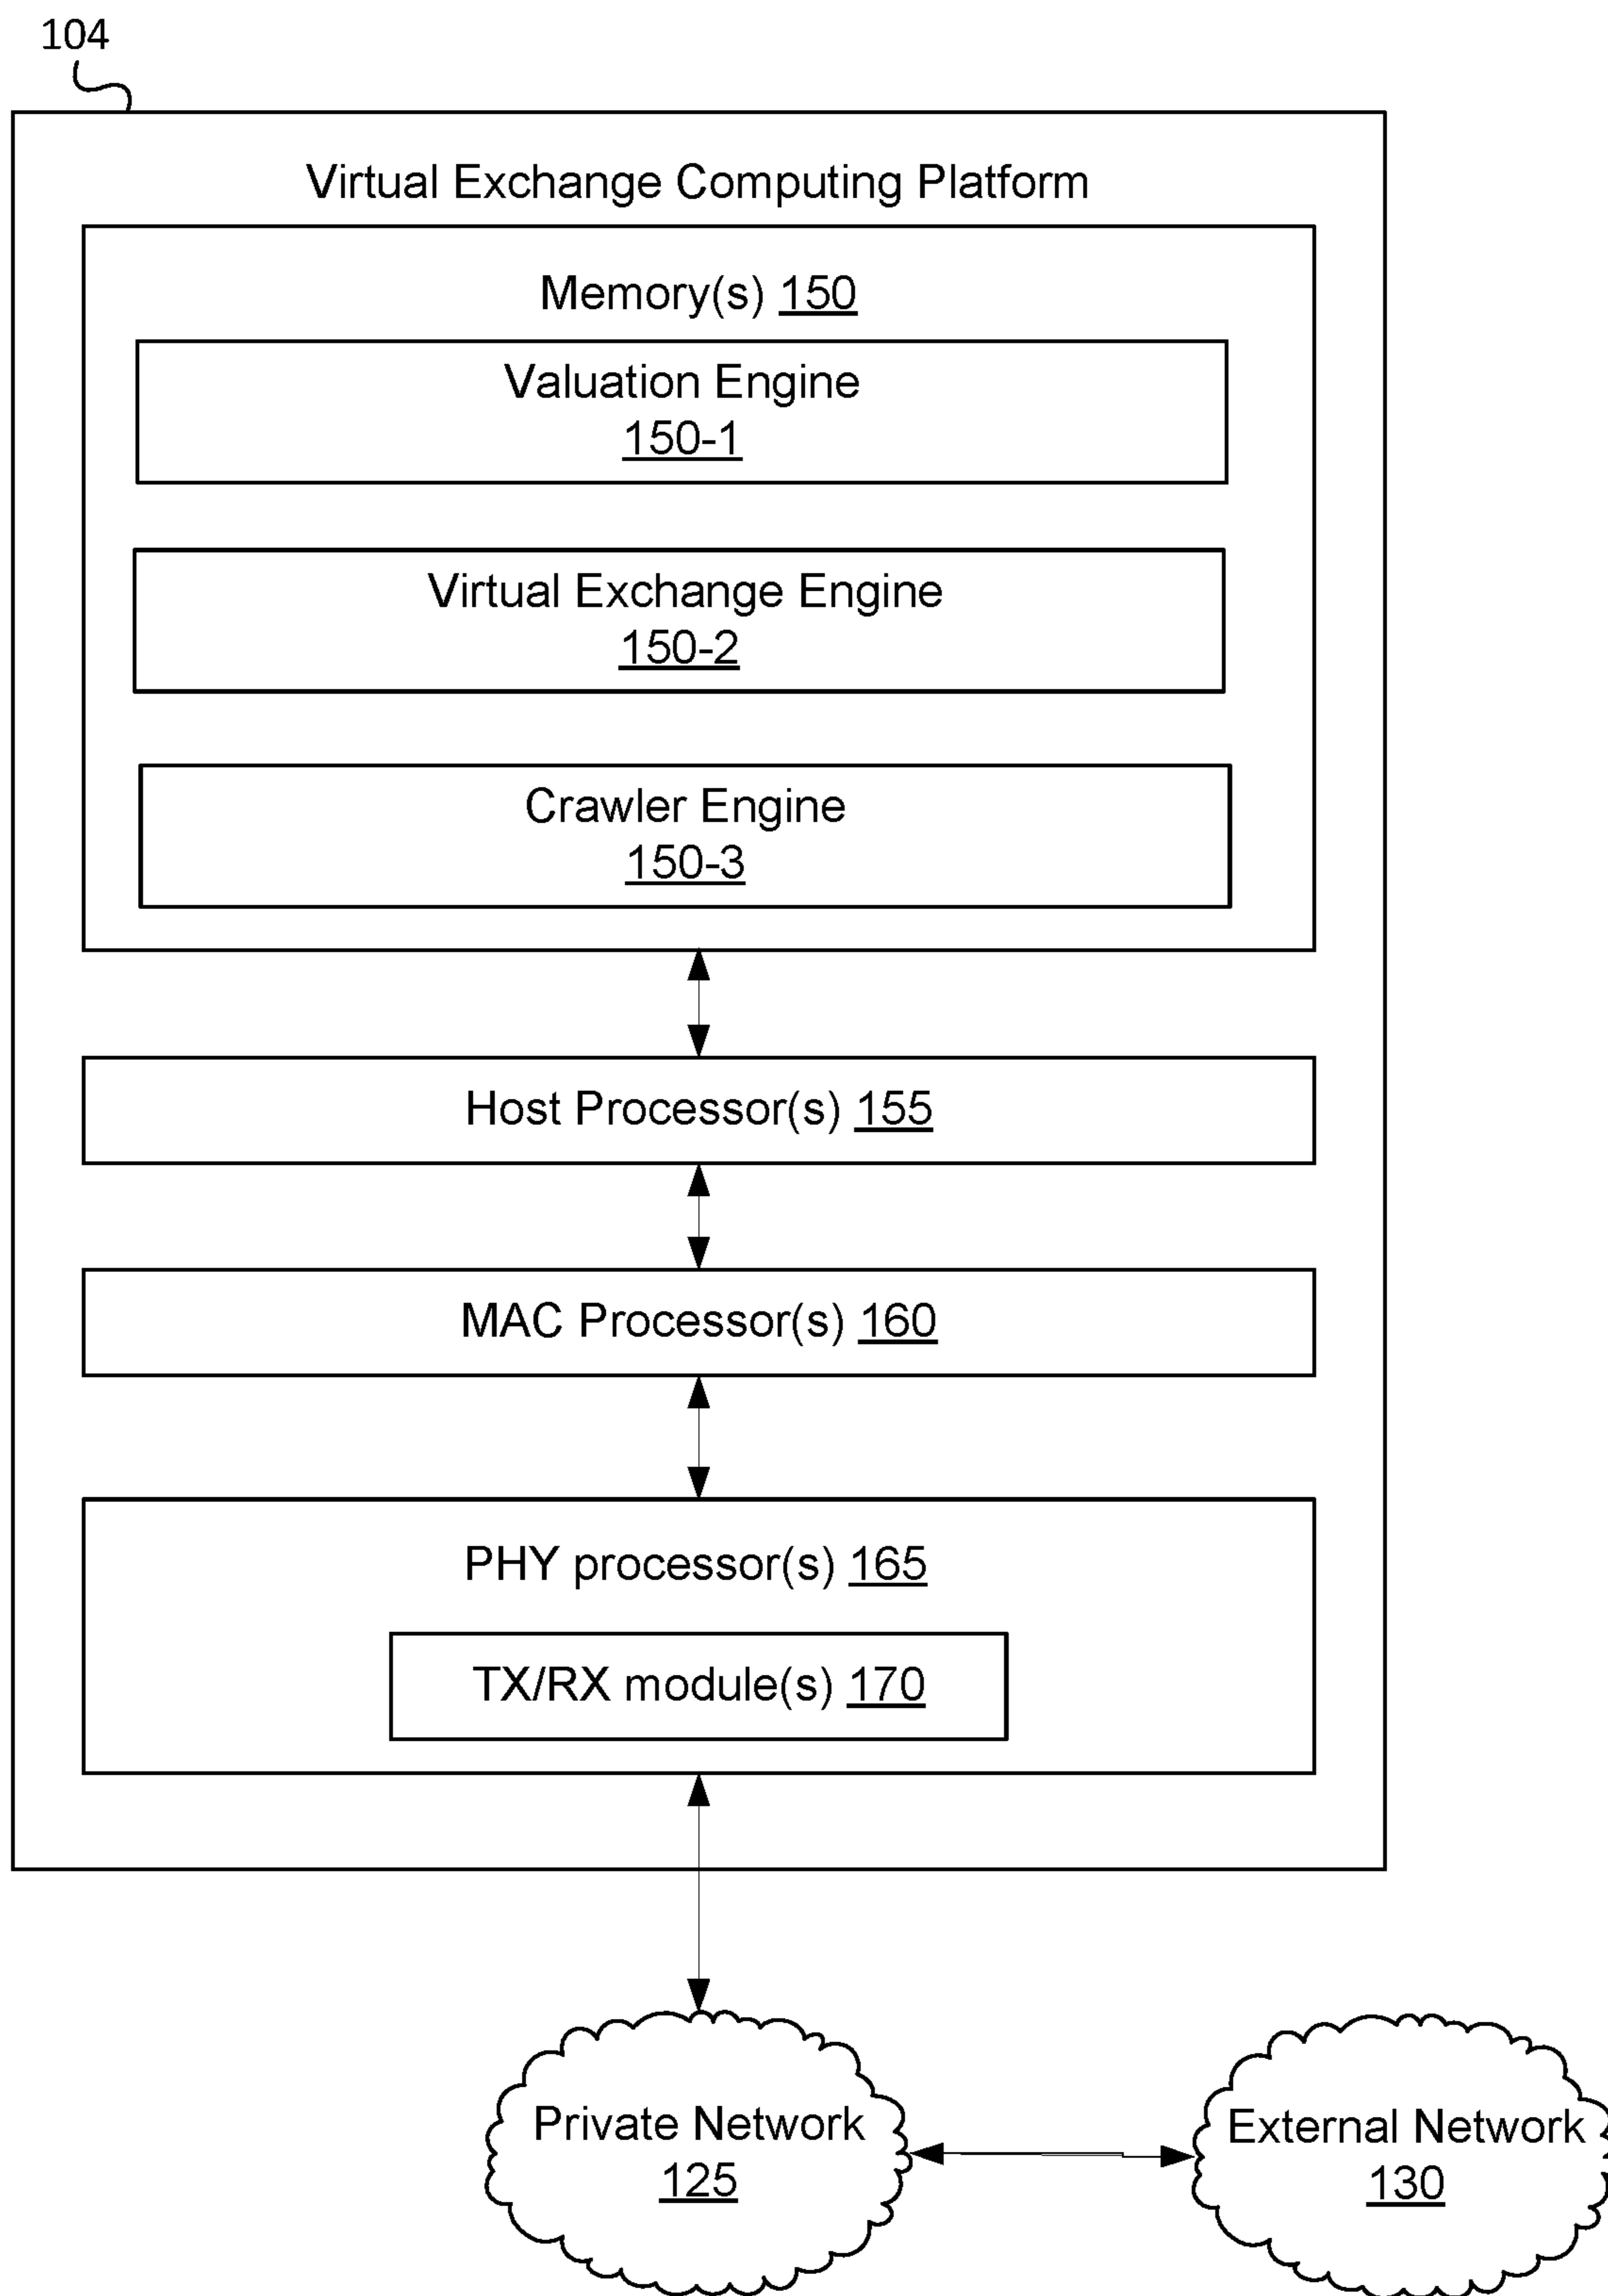 104
Virtual Exchange Computing Platform
Memory(s) 150
Valuation Engine
150-1
Virtual Exchange Engine
150-2
Crawler Engine
150-3
Host Processor(s) 155
MAC Processor(s) 160
PHY processor(s) 165
TX/RX module(s) 170
Private Network
125
External Network
130